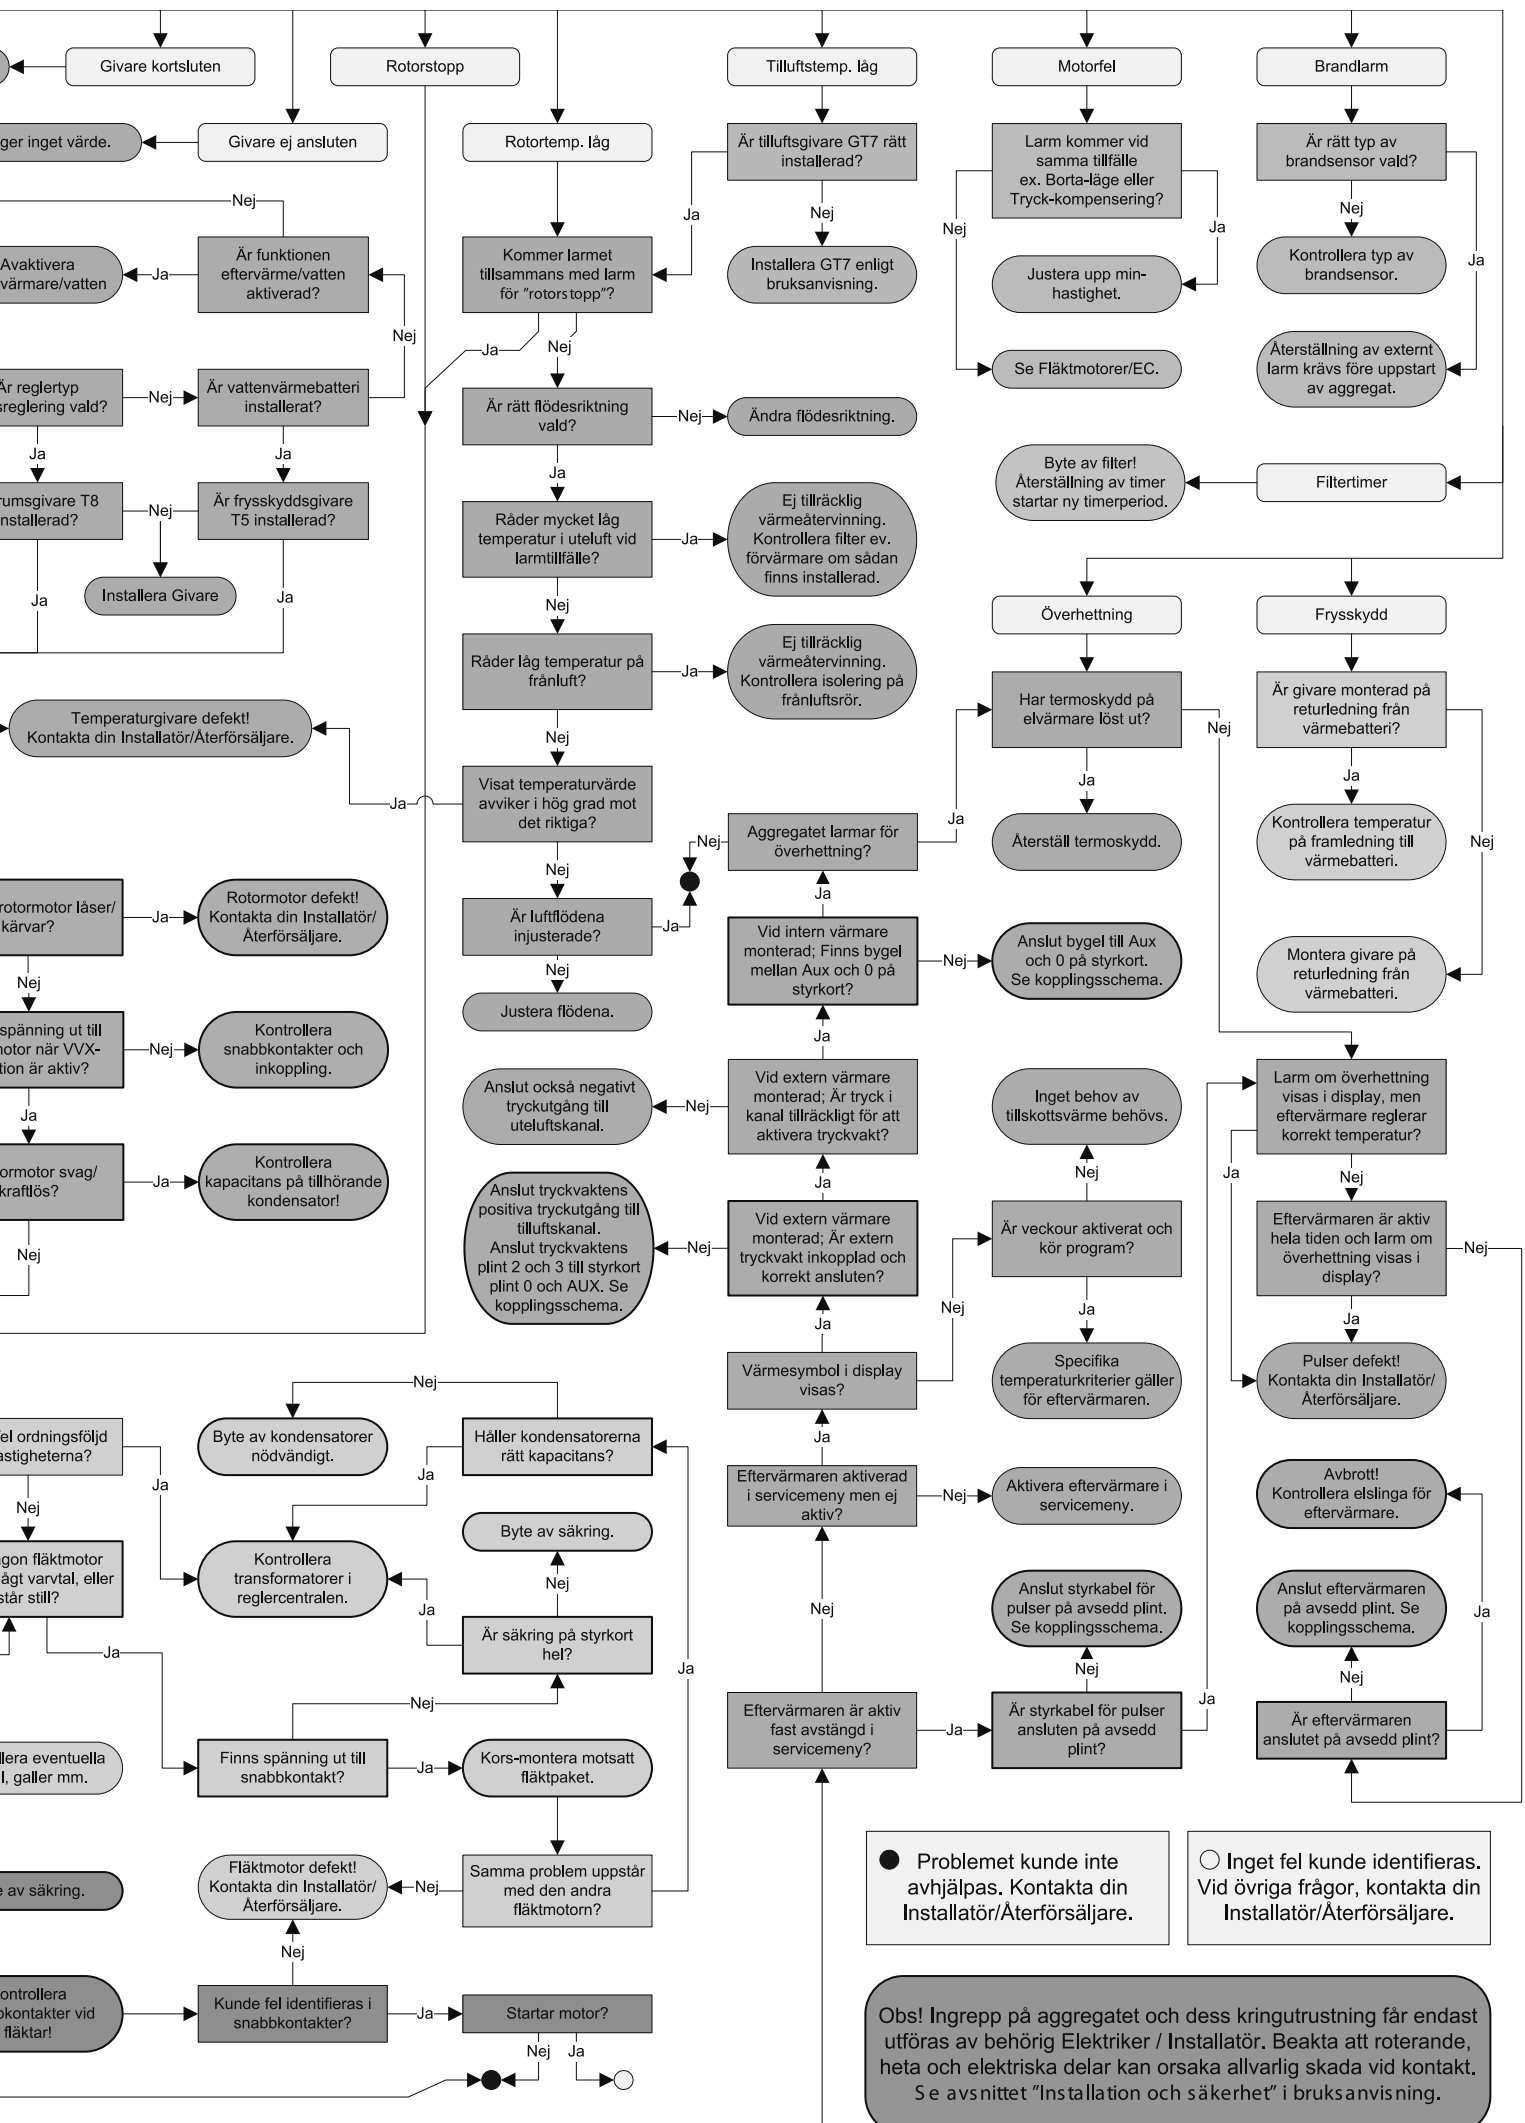 Givare kortsluten
Rotorstopp
Tilluftstemp. låg
Motorfel
Brandlarm
ger inget värde.
Givare ej ansluten
Rotortemp. låg
Är tilluftsgivare GT7 rätt
installerad?
Larm kommer vid
samma tillfälle
ex. Borta-läge eller
Tryck-kompensering?
Är rätt typ av
brandsensor vald?
Nej
Ja
Nej
Nej
Ja
Nej
Ja
Avaktivera
värmare/vatten
Ja
Är funktionen
eftervärme/vatten
aktiverad?
Kommer larmet
tillsammans med larm
för "rotorstopp"?
Installera GT7 enligt
bruksanvisning.
Justera upp min-
hastighet.
Kontrollera typ av
brandsensor.
Nej
Ja
Nej
Är reglertyp
sreglering vald?
Nej
Är vattenvärmebatteri
installerat?
Se Fläktmotorer/EC.
Återställning av externt
larm krävs före uppstart
av aggregat.
Är rätt flödesriktning
vald?
Nej
Ändra flödesriktning.
Ja
Ja
Ja
Byte av filter!
Återställning av timer
startar ny timerperiod.
Filtertimer
rumsgivare T8
nstallerad?
Nej
Är frysskyddsgivare
T5 installerad?
Råder mycket låg
temperatur i uteluft vid
larmtillfälle?
Ja
Ej tillräcklig
värmeåtervinning.
Kontrollera filter ev.
förvärmare om sådan
finns installerad.
Installera Givare
Ja
Ja
Nej
Överhettning
Frysskydd
Råder låg temperatur på
frånluft?
Ja
Ej tillräcklig
värmeåtervinning.
Kontrollera isolering på
frånluftsrör.
Har termoskydd på
elvärmare löst ut?
Är givare monterad på
returledning från
värmebatteri?
Temperaturgivare defekt!
Kontakta din Installatör/Återförsäljare.
Nej
Nej
Ja
Ja
Visat temperaturvärde
avviker i hög grad mot
det riktiga?
Ja
Ja
Nej
Aggregatet larmar för
överhettning?
Återställ termoskydd.
Kontrollera temperatur
på framledning till
värmebatteri.
Nej
Nej
Ja
rotormotor låser/
kärvar?
Ja
Rotormotor defekt!
Kontakta din Installatör/
Återförsäljare.
Är luftflödena
injusterade?
Ja
Vid intern värmare
monterad; Finns bygel
mellan Aux och 0 på
styrkort?
Nej
Anslut bygel till Aux
och 0 på styrkort.
Se kopplingsschema.
Montera givare på
returledning från
värmebatteri.
Nej
Nej
Justera flödena.
Ja
spänning ut till
motor när VVX-
tion är aktiv?
Nej
Kontrollera
snabbkontakter och
inkoppling.
Anslut också negativt
tryckutgång till
uteluftskanal.
Nej
Vid extern värmare
monterad; Är tryck i
kanal tillräckligt för att
aktivera tryckvakt?
Inget behov av
tillskottsvärme behövs.
Larm om överhettning
visas i display, men
eftervärmare reglerar
korrekt temperatur?
Ja
ormotor svag/
kraftlös?
Ja
Kontrollera
kapacitans på tillhörande
kondensator!
Ja
Nej
Ja
Nej
Anslut tryckvaktens
positiva tryckutgång till
tilluftskanal.
Anslut tryckvaktens
plint 2 och 3 till styrkort
plint 0 och AUX. Se
kopplingsschema.
Nej
Vid extern värmare
monterad; Är extern
tryckvakt inkopplad och
korrekt ansluten?
Är veckour aktiverat och
kör program?
Eftervärmaren är aktiv
hela tiden och larm om
överhettning visas i
display?
Nej
Nej
Nej
Ja
Ja
Ja
Värmesymbol i display
visas?
Specifika
temperaturkriterier gäller
för eftervärmaren.
Pulser defekt!
Kontakta din Installatör/
Återförsäljare.
Nej
el ordningsföljd
astigheterna?
Byte av kondensatorer
nödvändigt.
Håller kondensatorerna
rätt kapacitans?
Ja
Ja
Ja
Nej
Eftervärmaren aktiverad
i servicemeny men ej
aktiv?
Nej
Aktivera eftervärmare i
servicemeny.
Avbrott!
Kontrollera elslinga för
eftervärmare.
Byte av säkring.
gon fläktmotor
ågt varvtal, eller
står still?
Kontrollera
transformatorer i
reglercentralen.
Nej
Ja
Nej
Anslut styrkabel för
pulser på avsedd plint.
Se kopplingsschema.
Anslut eftervärmaren
på avsedd plint. Se
kopplingsschema.
Ja
Är säkring på styrkort
hel?
Ja
Ja
Nej
Nej
Nej
Ja
Eftervärmaren är aktiv
fast avstängd i
servicemeny?
Ja
Är styrkabel för pulser
ansluten på avsedd
plint?
Är eftervärmaren
anslutet på avsedd plint?
llera eventuella
l, galler mm.
Finns spänning ut till
snabbkontakt?
Ja
Kors-montera motsatt
fläktpaket.
e av säkring.
Fläktmotor defekt!
Kontakta din Installatör/
Återförsäljare.
Nej
Samma problem uppstår
med den andra
fläktmotorn?
Problemet kunde inte
avhjälpas. Kontakta din
Installatör/Återförsäljare.
Inget fel kunde identifieras.
Vid övriga frågor, kontakta din
Installatör/Återförsäljare.
Nej
ontrollera
bkontakter vid
fläktar!
Kunde fel identifieras i
snabbkontakter?
Ja
Startar motor?
Nej
Ja
Obs! Ingrepp på aggregatet och dess kringutrustning får endast
utföras av behörig Elektriker / Installatör. Beakta att roterande,
heta och elektriska delar kan orsaka allvarlig skada vid kontakt.
Se avsnittet "Installation och säkerhet" i bruksanvisning.